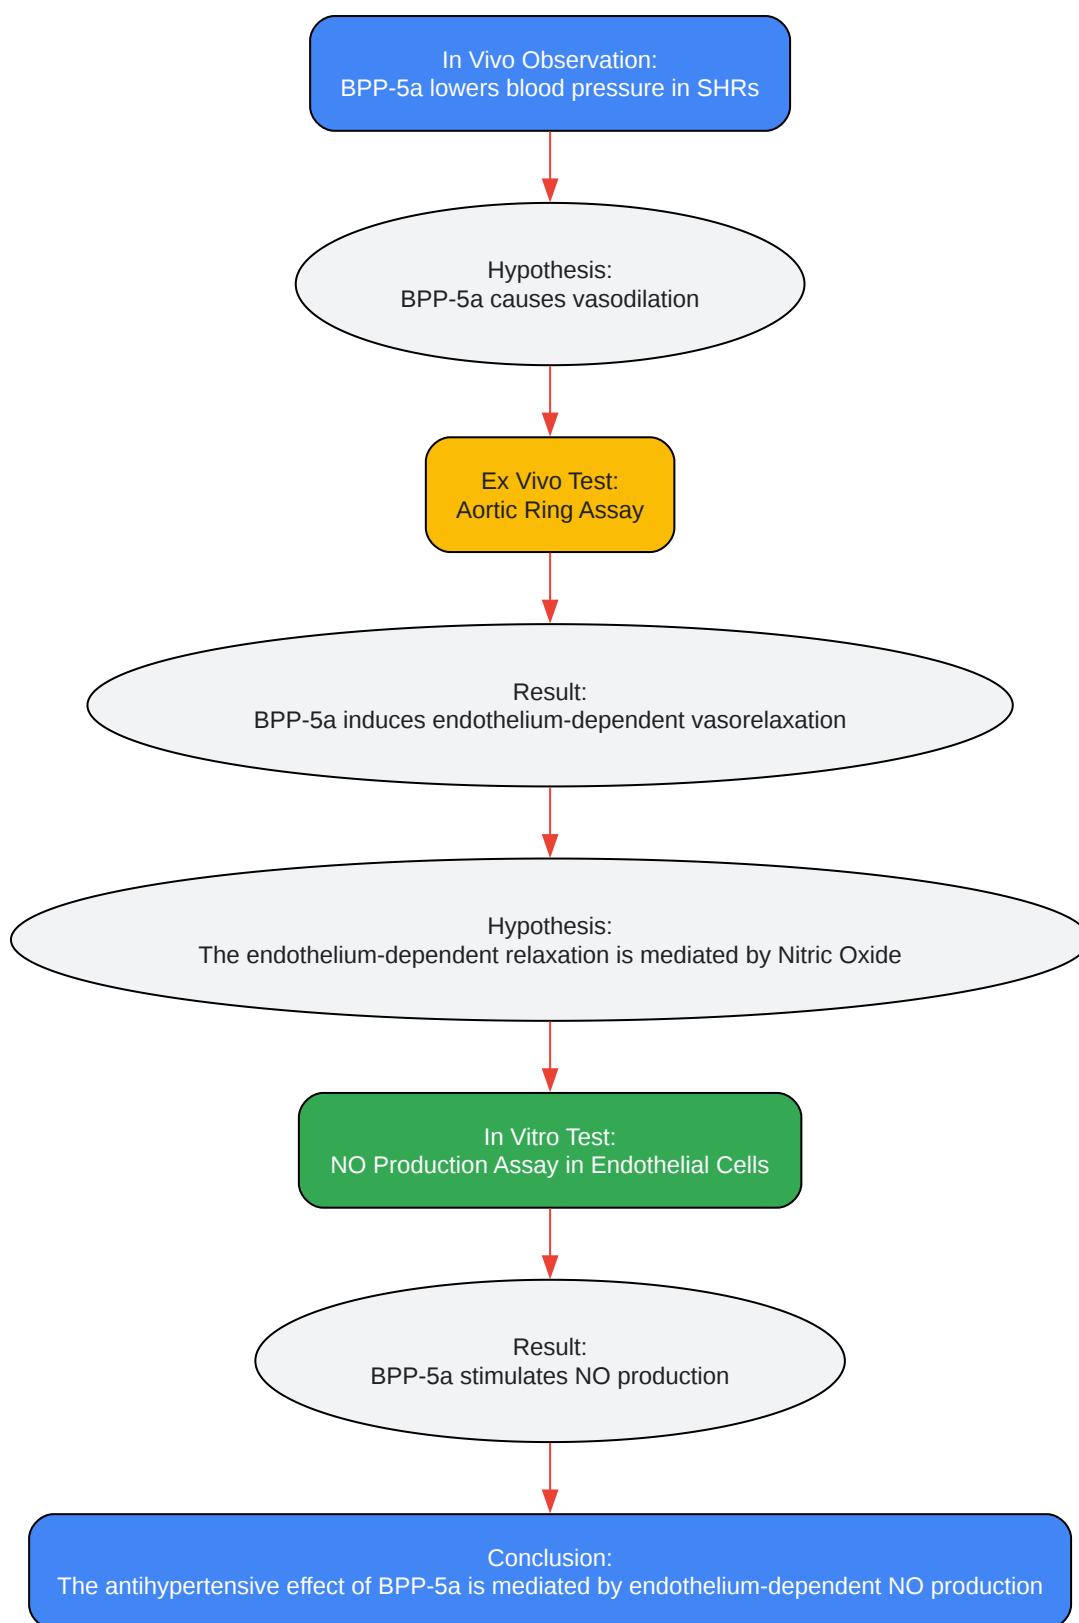 In Vivo Observation:
BPP-5a lowers blood pressure in SHRs
Hypothesis:
BPP-5a causes vasodilation
Ex Vivo Test:
Aortic Ring Assay
Result:
BPP-5a induces endothelium-dependent vasorelaxation
Hypothesis:
The endothelium-dependent relaxation is mediated by Nitric Oxide
In Vitro Test:
NO Production Assay in Endothelial Cells
Result:
BPP-5a stimulates NO production
Conclusion:
The antihypertensive effect of BPP-5a is mediated by endothelium-dependent NO production